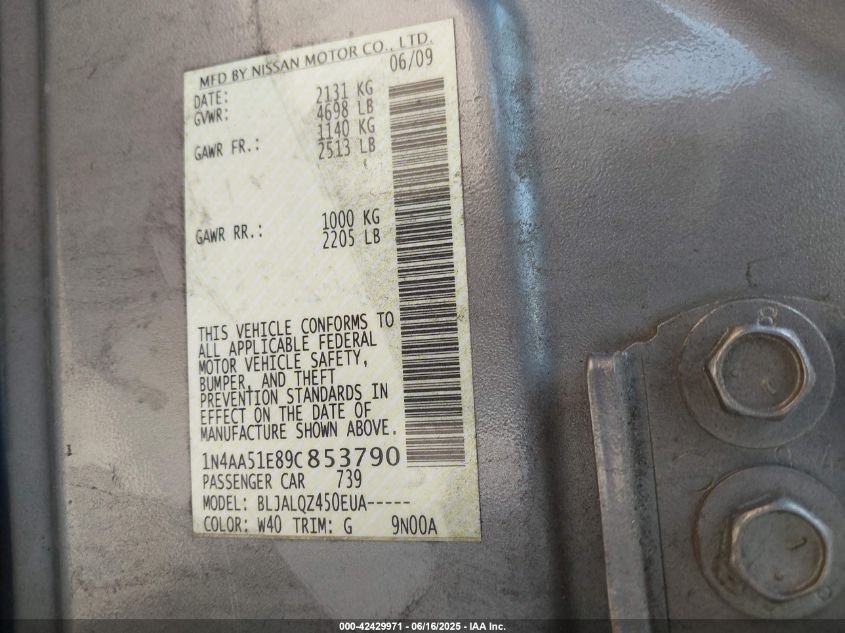 MFD BY NISSAN MOTOR CO., LTD.
DATE: 06/09
GVWR: 2131 KG
4698 LB
GAWR FR.: 1140 KG
2513 LB
GAWR RR.: 1000 KG
2205 LB
THIS VEHICLE CONFORMS TO
ALL APPLICABLE FEDERAL
MOTOR VEHICLE SAFETY,
BUMPER, AND THEFT
PREVENTION STANDARDS IN
EFFECT ON THE DATE OF
MANUFACTURE SHOWN ABOVE.
1N4AA51E89C853790
PASSENGER CAR 739
MODEL: BLJALQZ450EUA-----
COLOR: W40 TRIM: G 9N00A
8
000-42429971 - 06/16/2025 - IAA Inc.